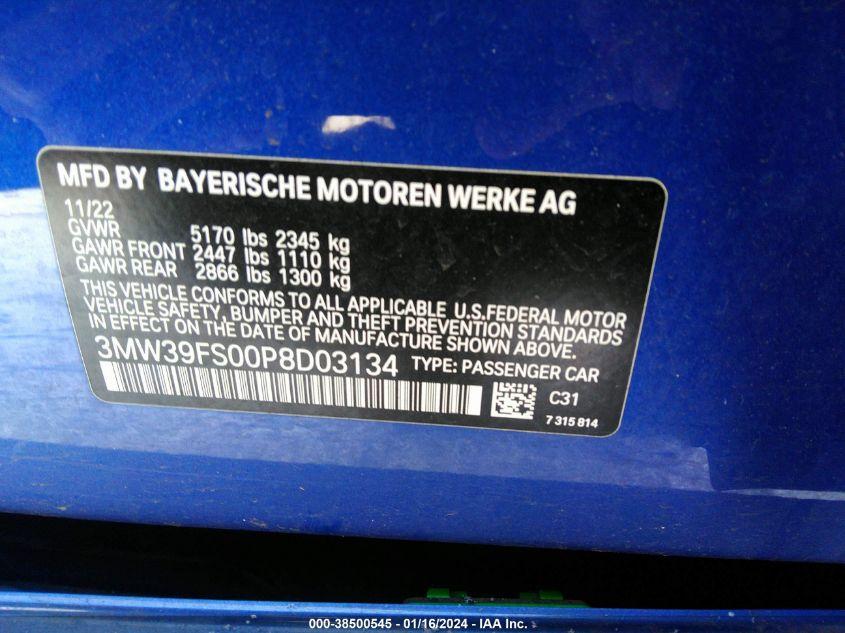 MFD BY BAYERISCHE MOTOREN WERKE AG
11/22
GVWR 5170 lbs 2345 kg
GAWR FRONT 2447 lbs 1110 kg
GAWR REAR 2866 lbs 1300 kg
THIS VEHICLE CONFORMS TO ALL APPLICABLE U.S.FEDERAL MOTOR
VEHICLE SAFETY, BUMPER AND THEFT PREVENTION STANDARDS
IN EFFECT ON THE DATE OF MANUFACTURE SHOWN ABOVE.
3MW39FS00P8D03134 TYPE: PASSENGER CAR
C31
7 315 814
000-38500545 - 01/16/2024 - IAA Inc.